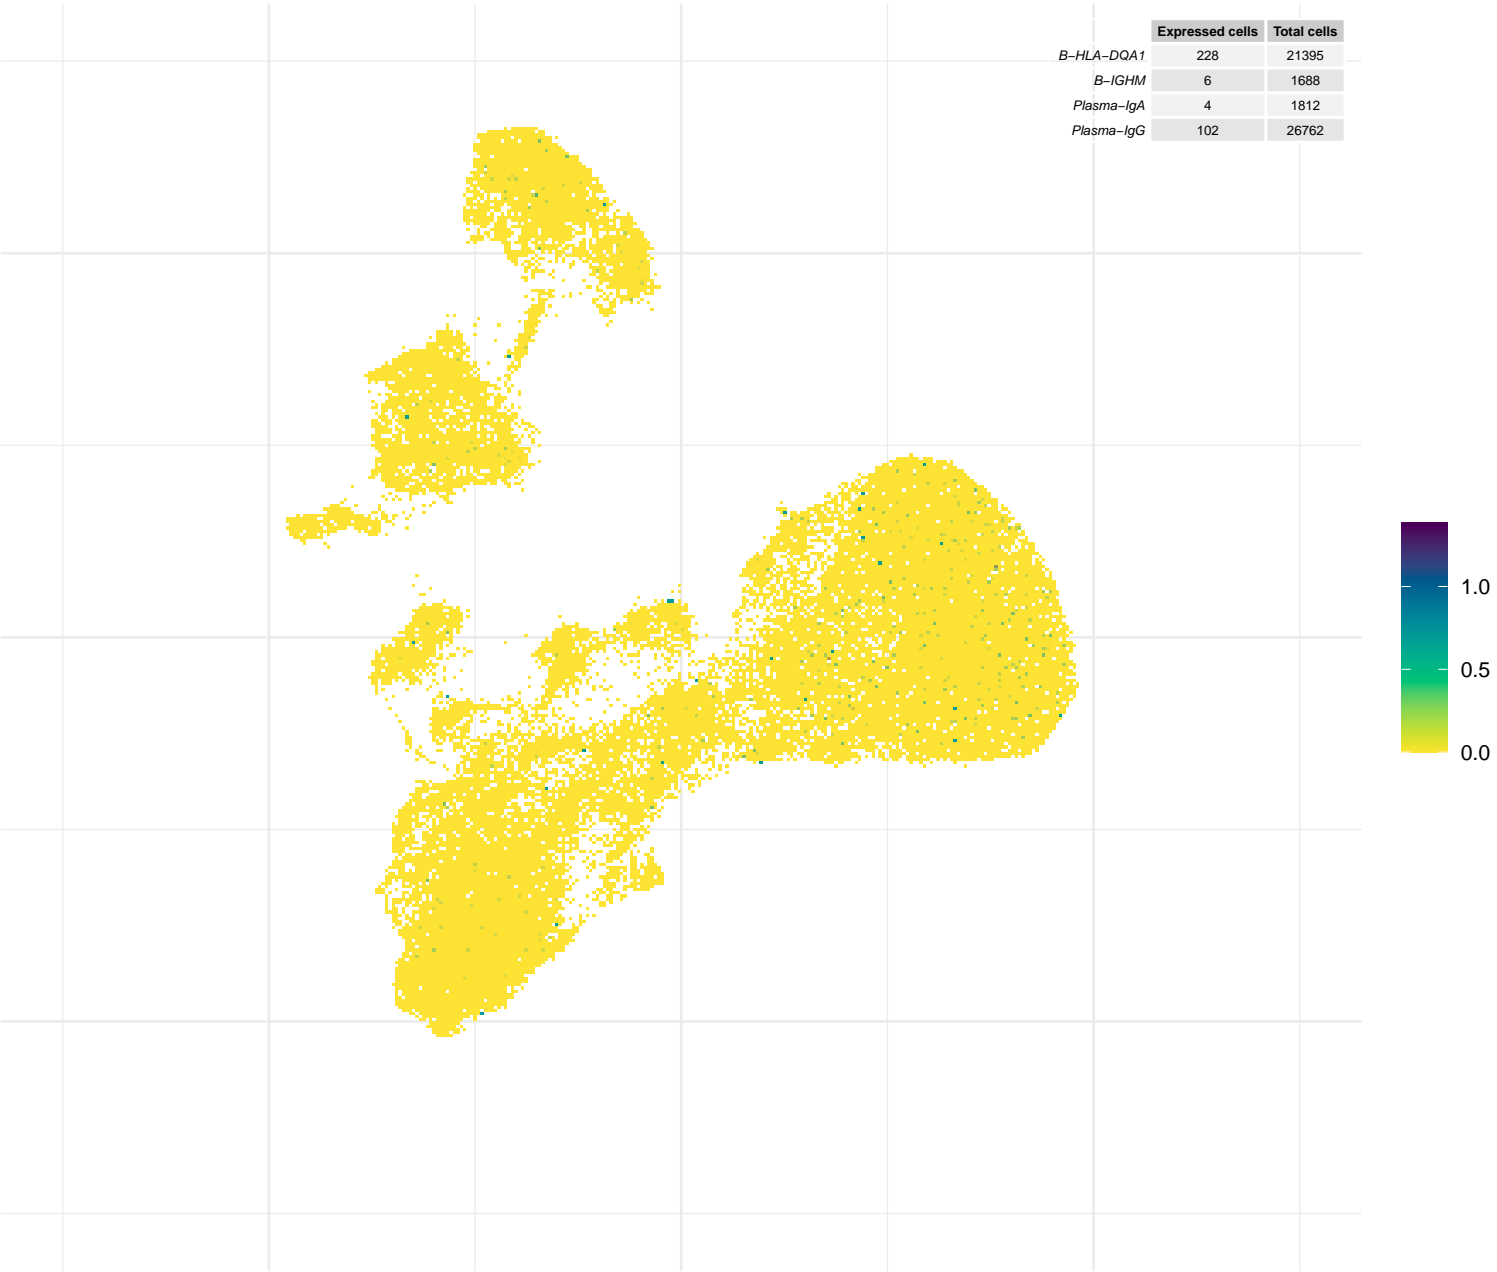 Expressed cells Total cells
B−HLA−DQA1 228 21395
B−IGHM 6 1688
Plasma−IgA 4 1812
Plasma−IgG 102 26762
1.0
0.5
0.0